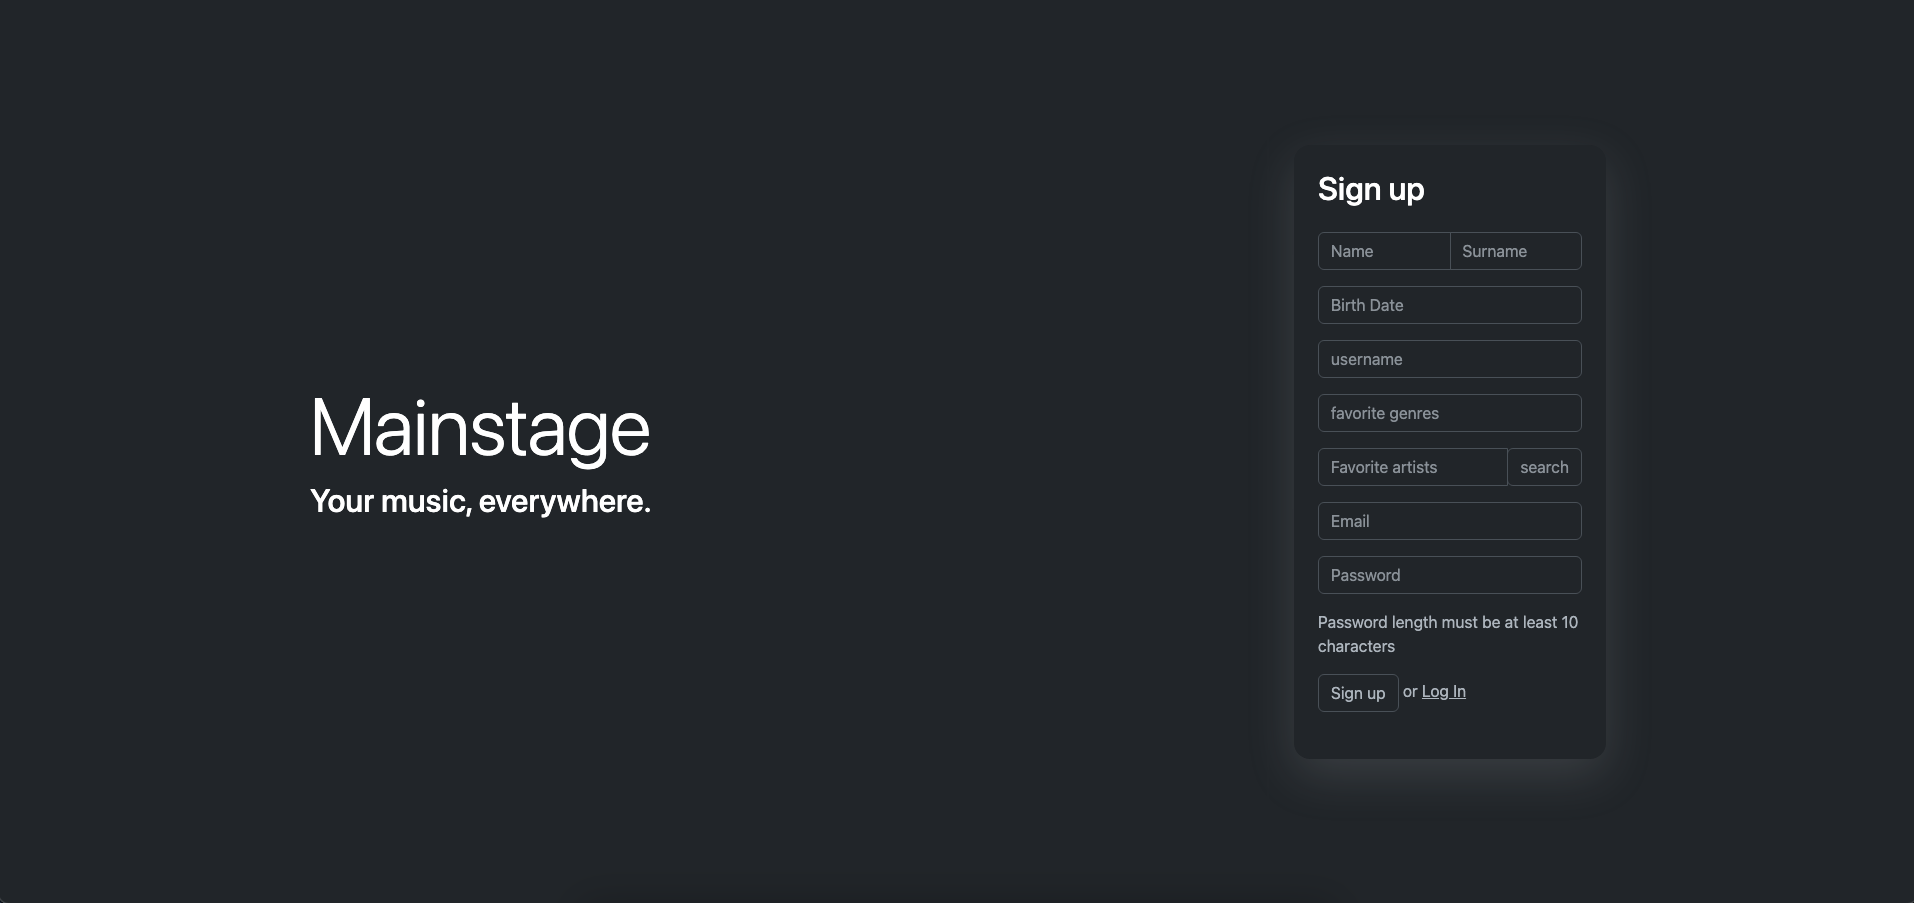 Mainstage
Your music, everywhere.
Sign up
Name Surname
Birth Date
username
favorite genres
Favorite artists search
Email
Password
Password length must be at least 10
characters
Sign up or Log In